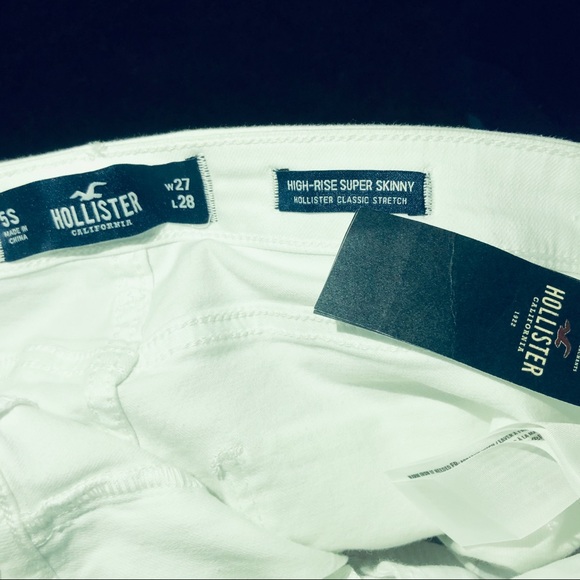 5S
MADE IN
CHINA
HOLLISTER
CALIFORNIA
W27
L28
HIGH-RISE SUPER SKINNY
HOLLISTER CLASSIC STRETCH
HOLLISTER
CALIFORNIA
1922